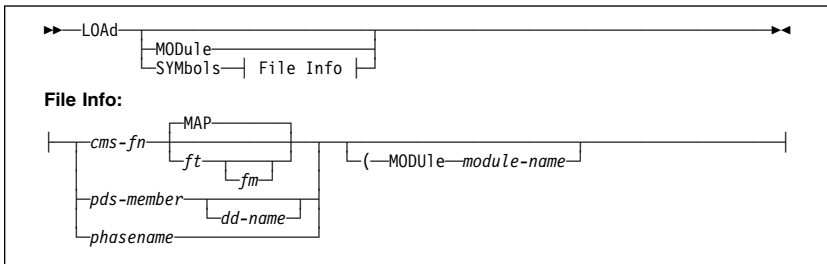 LOAd
MODule
SYMbols File Info
File Info:
MAP
cms-fn
ft
fm
( MODUle module-name
pds-member
dd-name
phasename